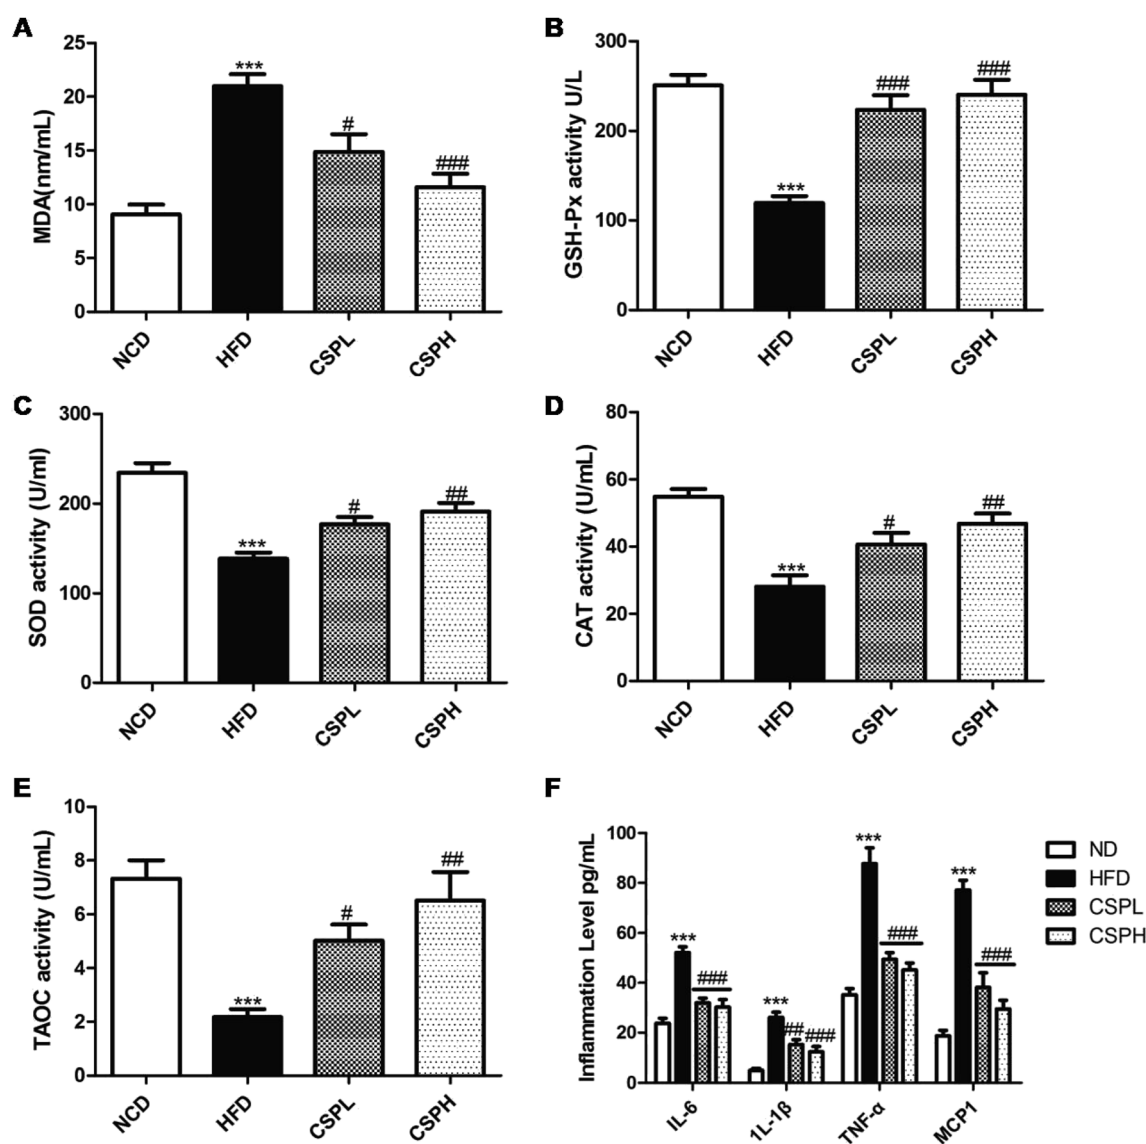 A
MDA(nm/mL)
25
20
15
10
5
0
***
#
###
NCD
HFD
CSPL
CSPH
B
GSH-Px activity U/L
300
200
100
0
***
###
###
NCD
HFD
CSPL
CSPH
C
SOD activity (U/ml)
300
200
100
0
***
#
##
NCD
HFD
CSPL
CSPH
D
CAT activity (U/mL)
80
60
40
20
0
***
#
##
NCD
HFD
CSPL
CSPH
E
TAOC activity (U/mL)
10
8
6
4
2
0
***
#
##
NCD
HFD
CSPL
CSPH
F
Inflammation Level pg/mL
100
80
60
40
20
0
***
###
***
##
###
***
###
***
###
IL-6
1L-1β
TNF-α
MCP1
ND
HFD
CSPL
CSPH